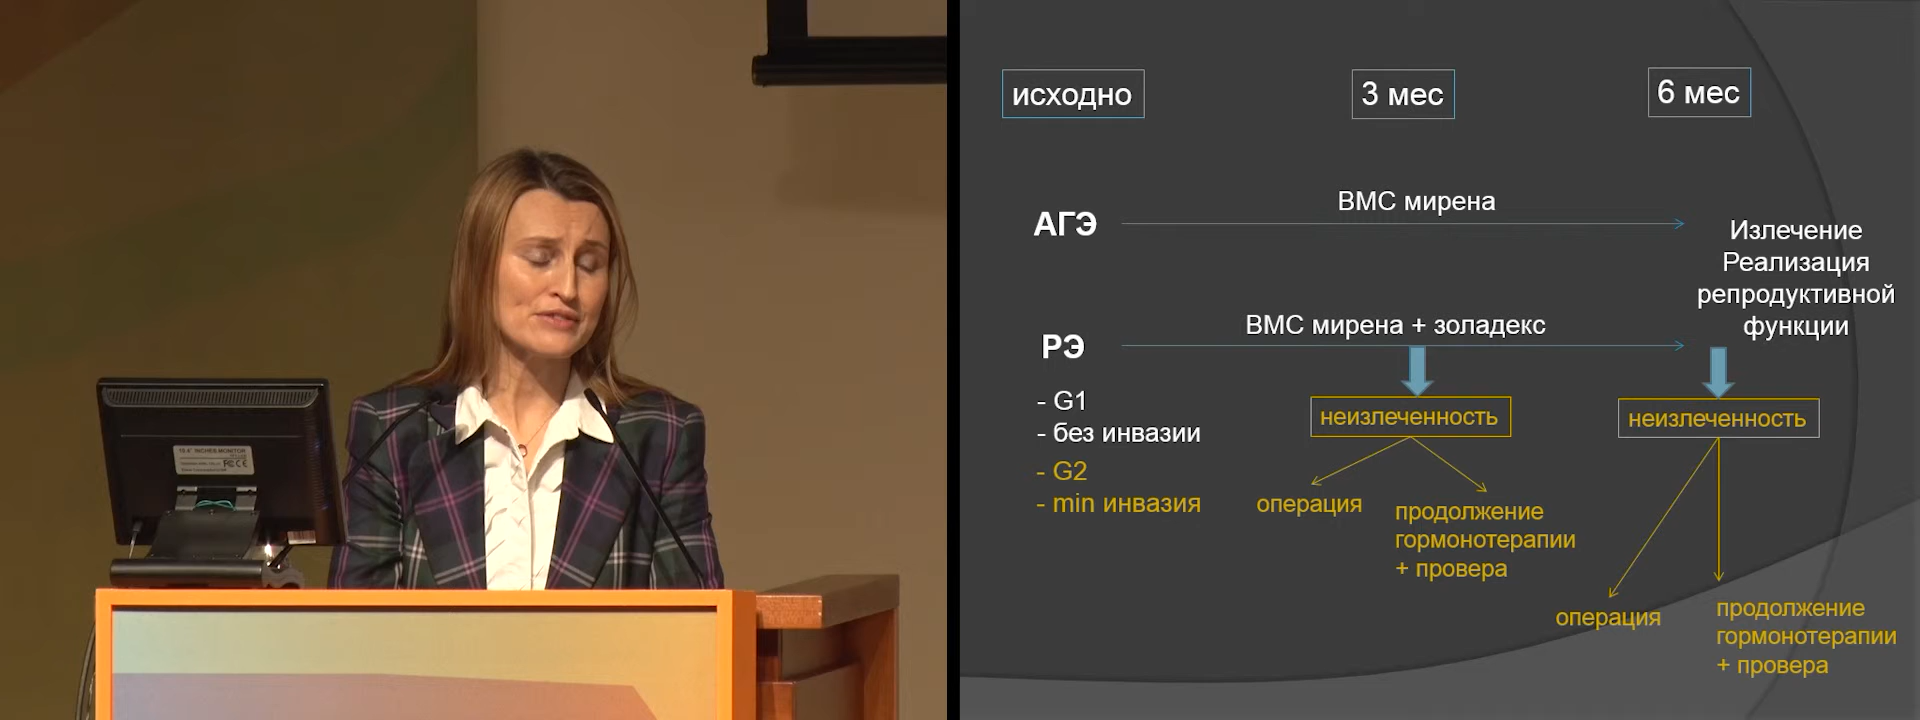 исходно
3 мес
6 мес
ВМС мирена
АГЭ
Излечение
Реализация
репродуктивной
функции
ВМС мирена + золадекс
РЭ
- G1
- без инвазии
- G2
- min инвазия
неизлеченность
операция
продолжение
гормонотерапии
+ провера
неизлеченность
операция
продолжение
гормонотерапии
+ провера